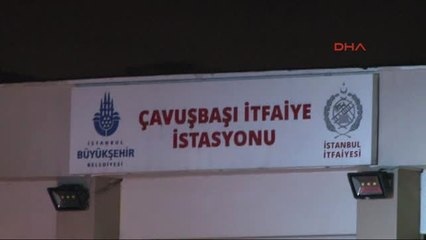 DHA
ÇAVUŞBAŞI İTFAİYE
İSTASYONU
İSTANBUL
BÜYÜKŞEHİR
BELEDİYESİ
İSTANBUL
İTFAİYESİ